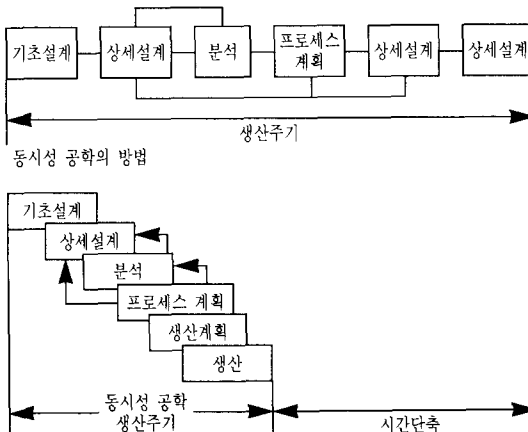 기초설계
상세설계
분석
프로세스
계획
상세설계
상세설계
생산주기
동시성 공학의 방법
기초설계
상세설계
분석
프로세스 계획
생산계획
생산
동시성 공학
생산주기
시간단축